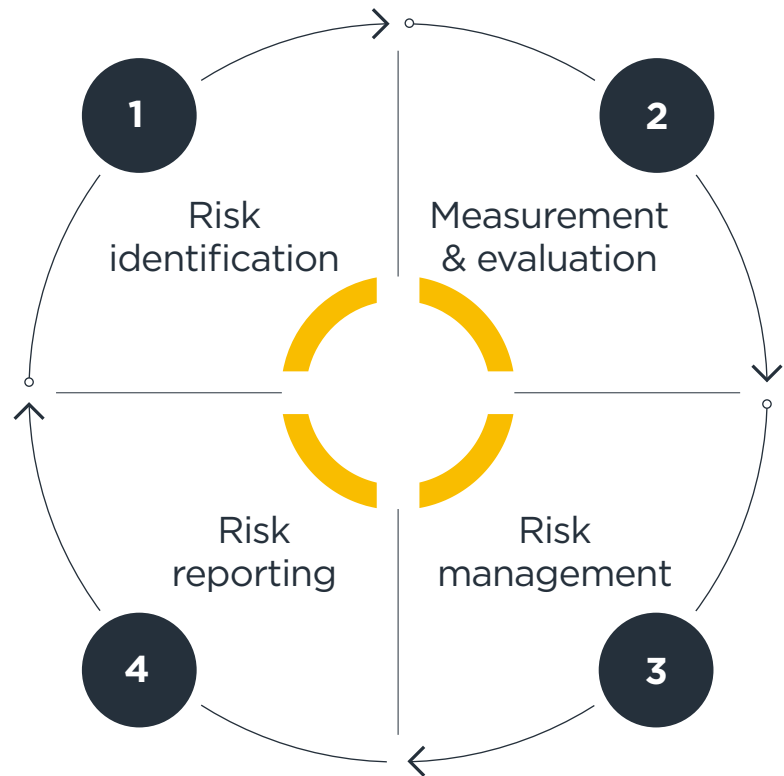 1
Risk
identification
2
Measurement
& evaluation
3
Risk
management
4
Risk
reporting